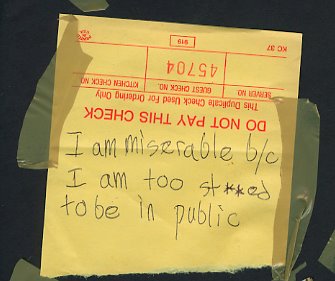 KC 37
45704
SERVER NO. GUEST CHECK NO. KITCHEN CHECK NO.
This Duplicate Check Used For Ordering Only
DO NOT PAY THIS CHECK
I am miserable b/c
I am too st**ed
to be in public